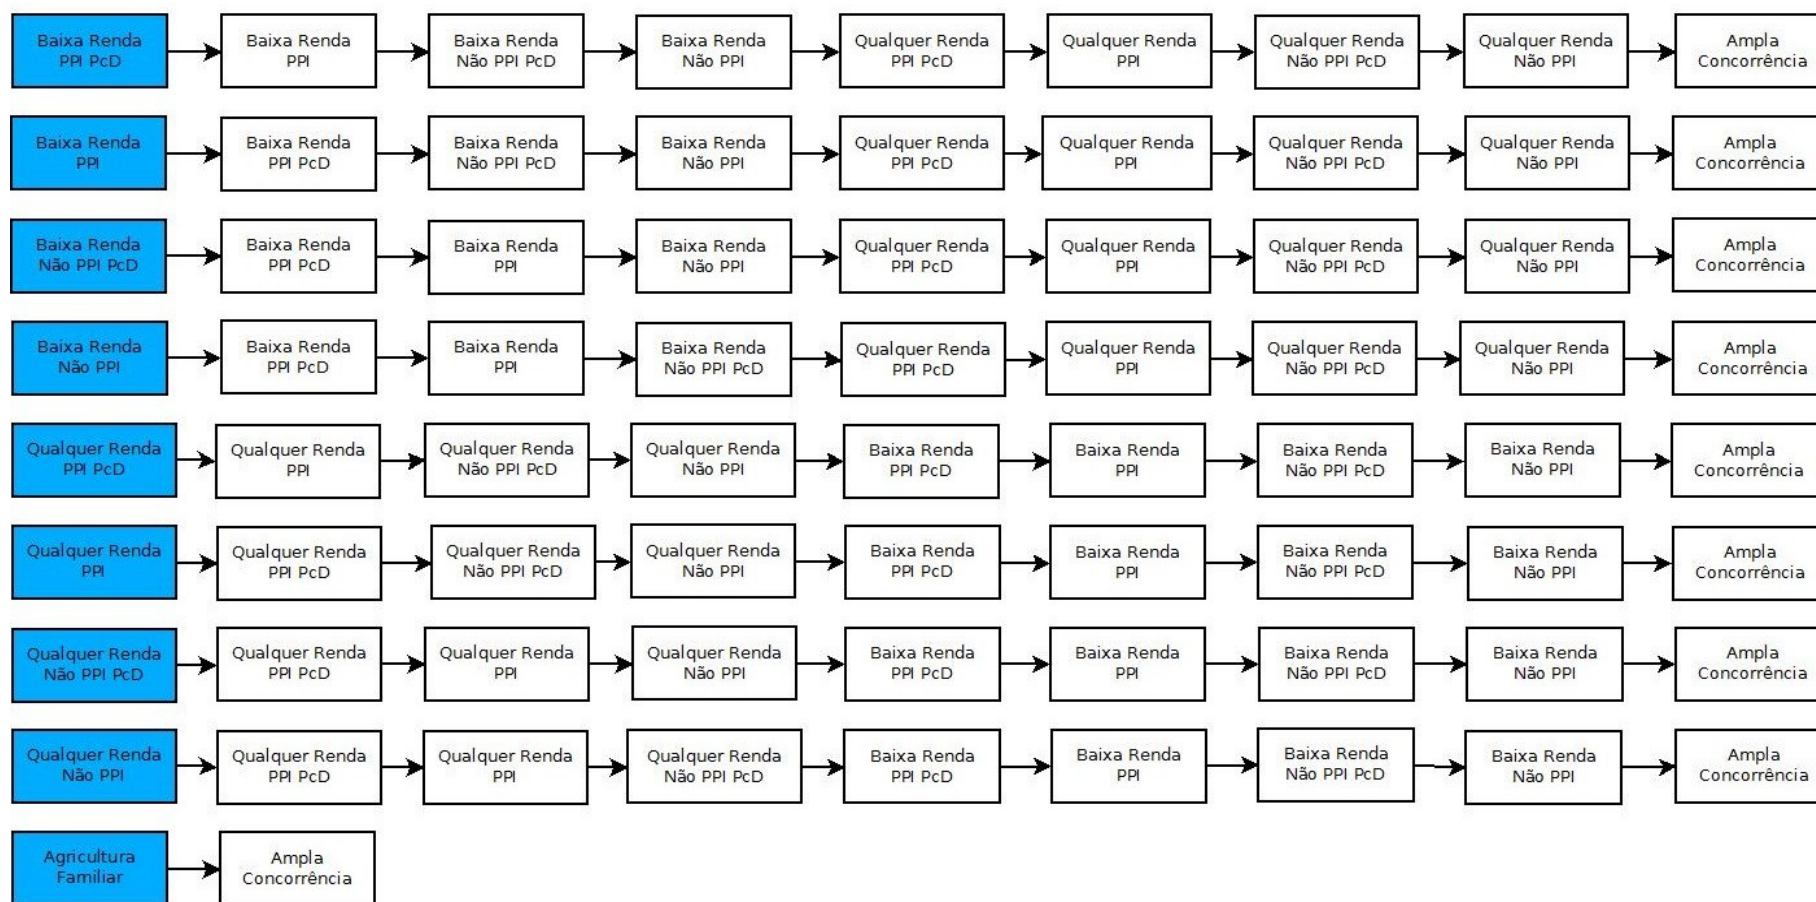 Baixa Renda
PPI PcD
Baixa Renda
PPI
Baixa Renda
Não PPI PcD
Baixa Renda
Não PPI
Qualquer Renda
PPI PcD
Qualquer Renda
PPI
Qualquer Renda
Não PPI PcD
Qualquer Renda
Não PPI
Ampla
Concorrência
Baixa Renda
PPI
Baixa Renda
PPI PcD
Baixa Renda
Não PPI PcD
Baixa Renda
Não PPI
Qualquer Renda
PPI PcD
Qualquer Renda
PPI
Qualquer Renda
Não PPI PcD
Qualquer Renda
Não PPI
Ampla
Concorrência
Baixa Renda
Não PPI PcD
Baixa Renda
PPI PcD
Baixa Renda
PPI
Baixa Renda
Não PPI
Qualquer Renda
PPI PcD
Qualquer Renda
PPI
Qualquer Renda
Não PPI PcD
Qualquer Renda
Não PPI
Ampla
Concorrência
Baixa Renda
Não PPI
Baixa Renda
PPI PcD
Baixa Renda
PPI
Baixa Renda
Não PPI PcD
Qualquer Renda
PPI PcD
Qualquer Renda
PPI
Qualquer Renda
Não PPI PcD
Qualquer Renda
Não PPI
Ampla
Concorrência
Qualquer Renda
PPI PcD
Qualquer Renda
PPI
Qualquer Renda
Não PPI PcD
Qualquer Renda
Não PPI
Baixa Renda
PPI PcD
Baixa Renda
PPI
Baixa Renda
Não PPI PcD
Baixa Renda
Não PPI
Ampla
Concorrência
Qualquer Renda
PPI
Qualquer Renda
PPI PcD
Qualquer Renda
Não PPI PcD
Qualquer Renda
Não PPI
Baixa Renda
PPI PcD
Baixa Renda
PPI
Baixa Renda
Não PPI PcD
Baixa Renda
Não PPI
Ampla
Concorrência
Qualquer Renda
Não PPI PcD
Qualquer Renda
PPI PcD
Qualquer Renda
PPI
Qualquer Renda
Não PPI
Baixa Renda
PPI PcD
Baixa Renda
PPI
Baixa Renda
Não PPI PcD
Baixa Renda
Não PPI
Ampla
Concorrência
Qualquer Renda
Não PPI
Qualquer Renda
PPI PcD
Qualquer Renda
PPI
Qualquer Renda
Não PPI PcD
Baixa Renda
PPI PcD
Baixa Renda
PPI
Baixa Renda
Não PPI PcD
Baixa Renda
Não PPI
Ampla
Concorrência
Agricultura
Familiar
Ampla
Concorrência